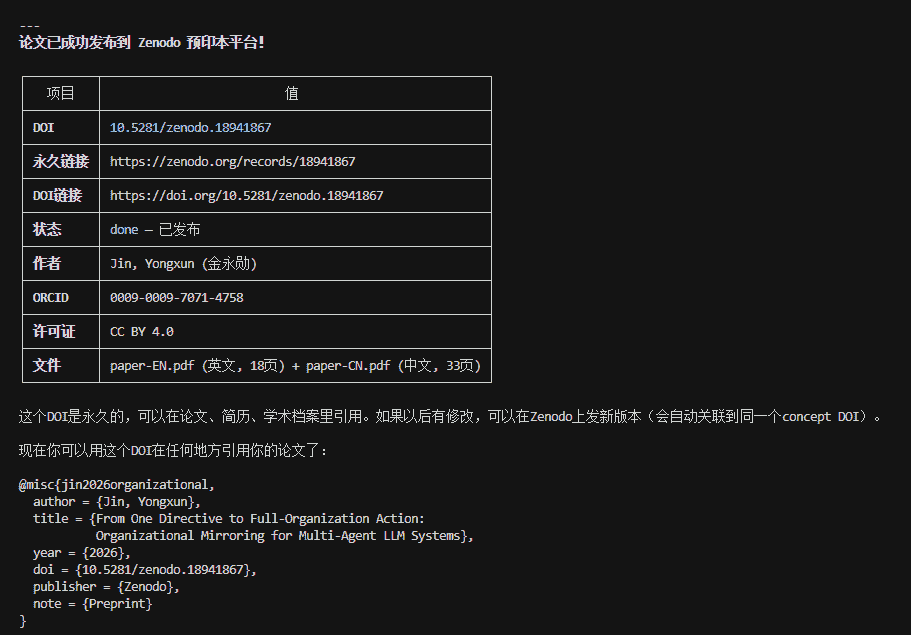 ---
论文已成功发布到 Zenodo 预印本平台!
项目 值
DOI 10.5281/zenodo.18941867
永久链接 https://zenodo.org/records/18941867
DOI链接 https://doi.org/10.5281/zenodo.18941867
状态 done — 已发布
作者 Jin, Yongxun (金永勋)
ORCID 0009-0009-7071-4758
许可证 CC BY 4.0
文件 paper-EN.pdf (英文, 18页) + paper-CN.pdf (中文, 33页)
这个DOI是永久的，可以在论文、简历、学术档案里引用。如果以后有修改，可以在Zenodo上发新版本（会自动关联到同一个concept DOI）。
现在你可以用这个DOI在任何地方引用你的论文了：
@misc{jin2026organizational,
  author = {Jin, Yongxun},
  title = {From One Directive to Full-Organization Action:
           Organizational Mirroring for Multi-Agent LLM Systems},
  year = {2026},
  doi = {10.5281/zenodo.18941867},
  publisher = {Zenodo},
  note = {Preprint}
}